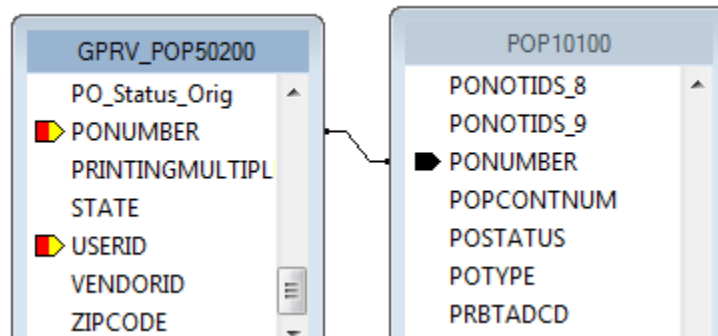 GPRV_POP50200
PO_Status_Orig
PONUMBER
PRINTINGMULTIPL
STATE
USERID
VENDORID
ZIPCODE
POP10100
PONOTIDS_8
PONOTIDS_9
PONUMBER
POPCONTNUM
POSTATUS
POTYPE
PRBTADCD